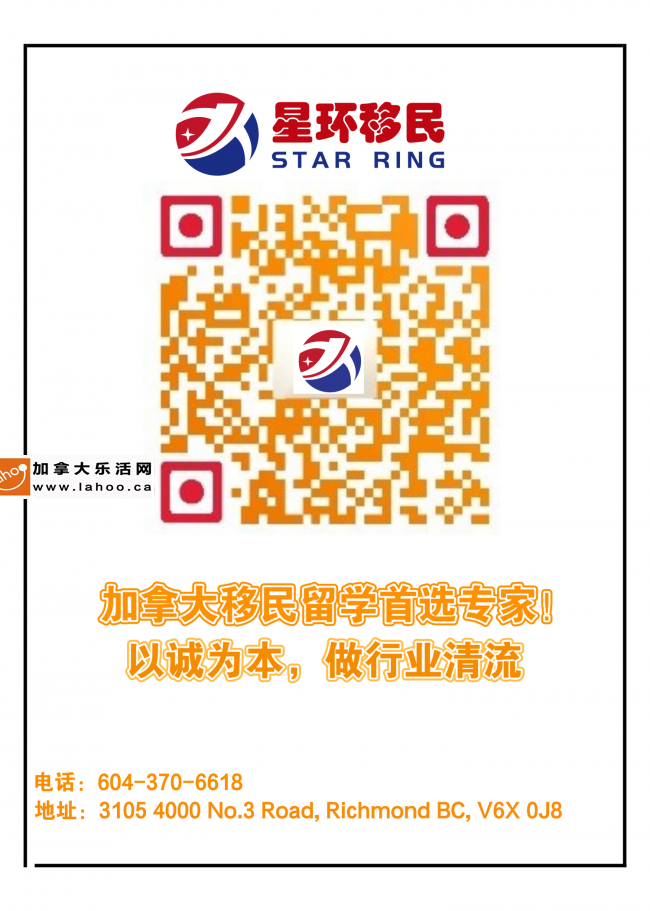 星环移民
STAR RING
加拿大乐活网
www.lahoo.ca
加拿大移民留学首选专家!
以诚为本，做行业清流
电话：604-370-6618
地址：3105 4000 No.3 Road, Richmond BC, V6X 0J8